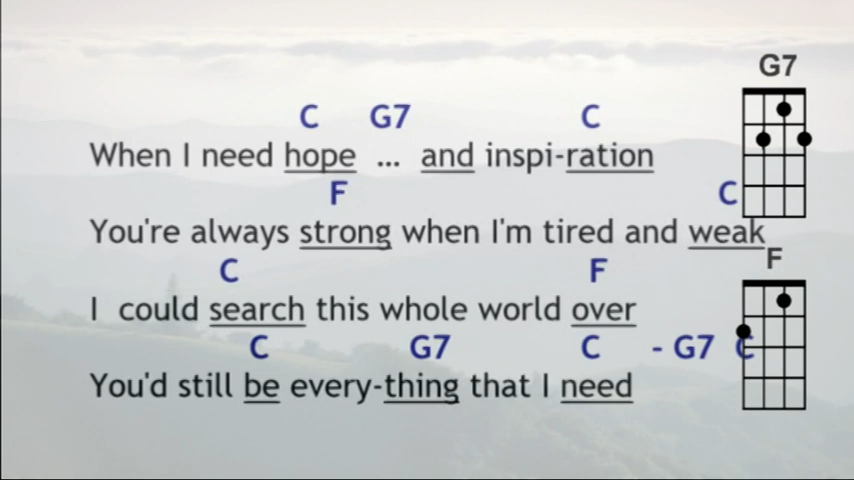 G7
C G7 C
When I need hope ... and inspi-ration
F C
You're always strong when I'm tired and weak
F
C F
I could search this whole world over
C G7 C - G7 C
You'd still be every-thing that I need